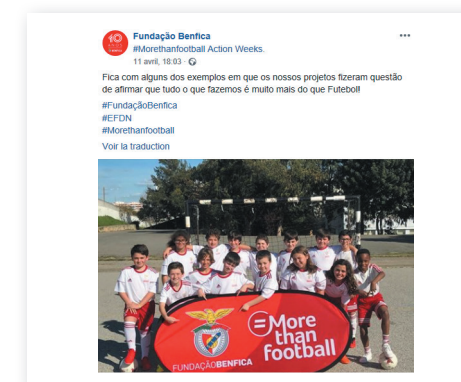 Fundação Benfica
#Morethanfootball Action Weeks.
11 avril, 18:03 ·
Fica com alguns dos exemplos em que os nossos projetos fizeram questão
de afirmar que tudo o que fazemos é muito mais do que Futebol!
#FundaçãoBenfica
#EFDN
#Morethanfootball
Voir la traduction
=More
than
football
FUNDAÇÃOBENFICA